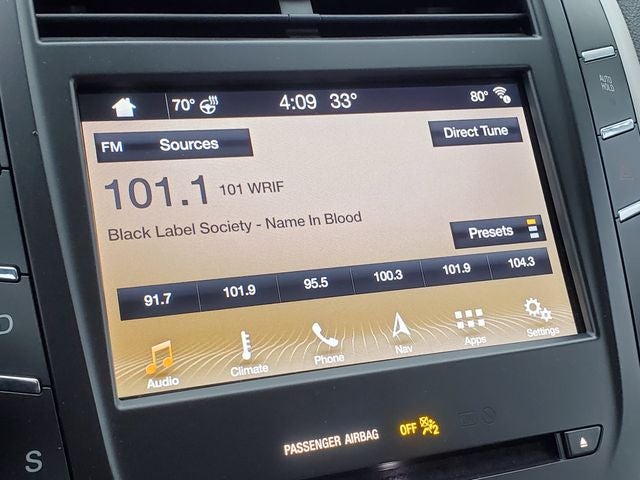 70° 4:09 33° 80°
FM Sources Direct Tune
101.1 101 WRIF
Black Label Society - Name In Blood
Presets
91.7 101.9 95.5 100.3 101.9 104.3
Audio Climate Phone Nav Apps Settings
PASSENGER AIRBAG OFF 2
AUTO HOLD
D
S